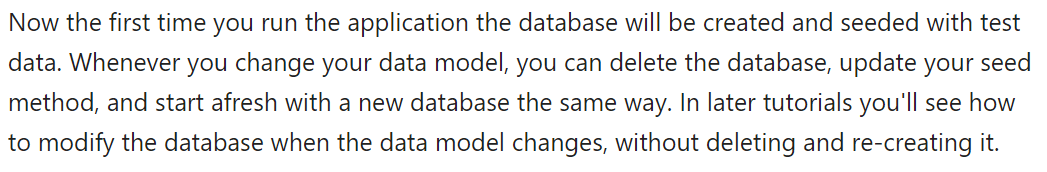 Now the first time you run the application the database will be created and seeded with test
data. Whenever you change your data model, you can delete the database, update your seed
method, and start afresh with a new database the same way. In later tutorials you'll see how
to modify the database when the data model changes, without deleting and re-creating it.